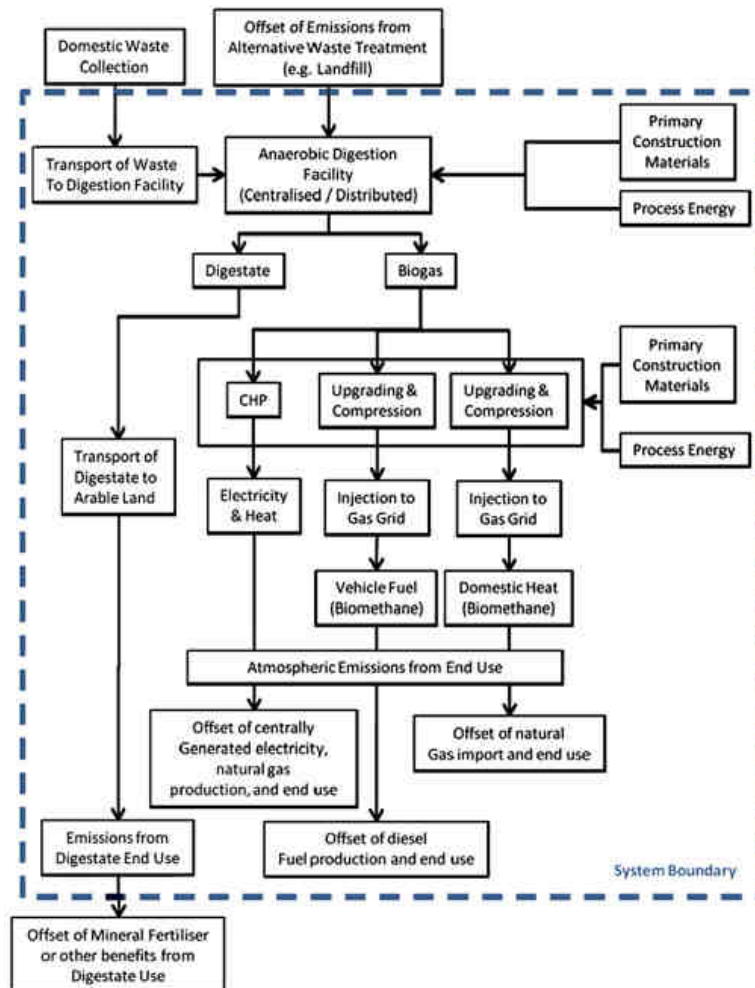 Domestic Waste
Collection
Offset of Emissions from
Alternative Waste Treatment
(e.g. Landfill)
Transport of Waste
To Digestion Facility
Anaerobic Digestion
Facility
(Centralised / Distributed)
Primary
Construction
Materials
Process Energy
Digestate
Biogas
CHP
Upgrading &
Compression
Upgrading &
Compression
Primary
Construction
Materials
Process Energy
Transport of
Digestate to
Arable Land
Electricity
& Heat
Injection to
Gas Grid
Injection to
Gas Grid
Vehicle Fuel
(Biomethane)
Domestic Heat
(Biomethane)
Atmospheric Emissions from End Use
Offset of centrally
Generated electricity,
natural gas
production, and end use
Offset of natural
Gas import and end use
Emissions from
Digestate End Use
Offset of diesel
Fuel production and end use
System Boundary
Offset of Mineral Fertiliser
or other benefits from
Digestate Use